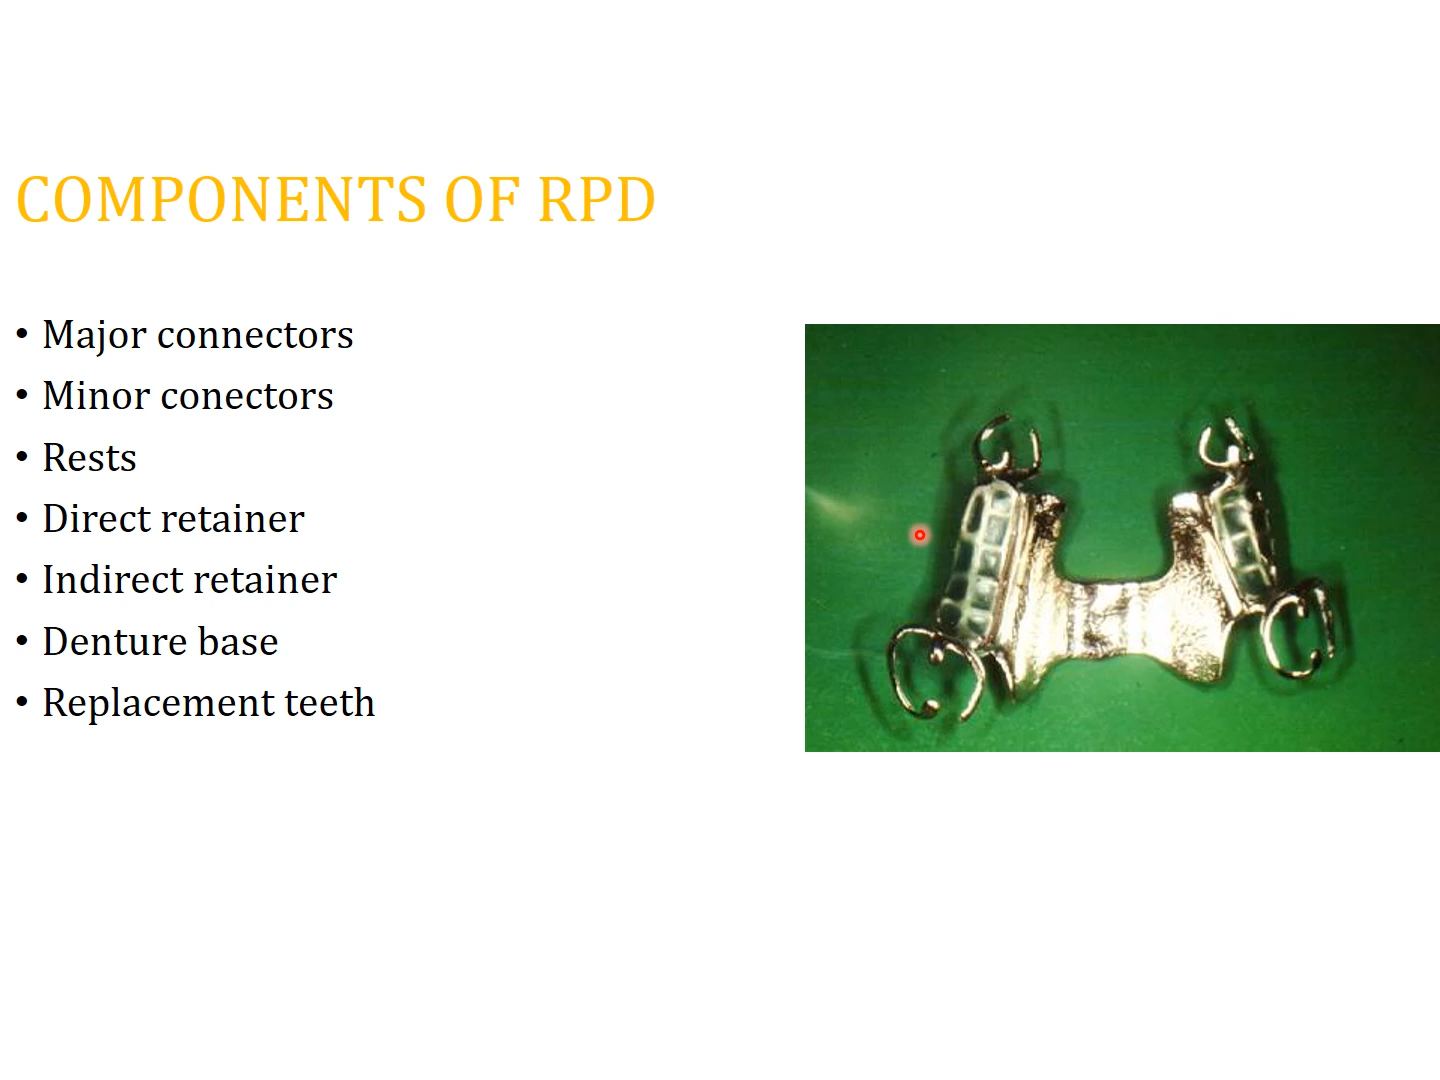 COMPONENTS OF RPD
• Major connectors
• Minor conectors
• Rests
• Direct retainer
• Indirect retainer
• Denture base
• Replacement teeth